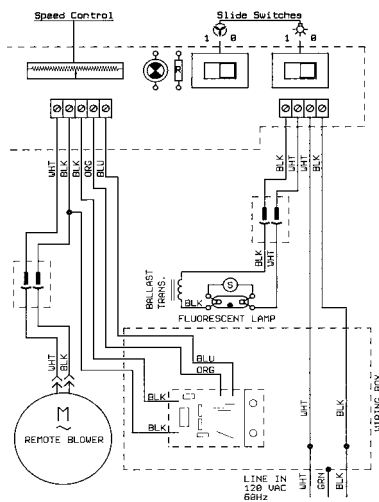 Speed Control
Slide Switches
1 0
1 0
R
WHT
BLK
BLK
ORG
BLU
BLK
WHT
WHT
BLK
BLK
WHT
BALLAST
TRANS.
S
BLK
FLUORESCENT LAMP
WHT
BLK
BLU
ORG
BLK
BLK
M
~
REMOTE BLOWER
WHT
BLK
WIRING BOX
LINE IN
120 VAC
60Hz
WHT
GRN
BLK